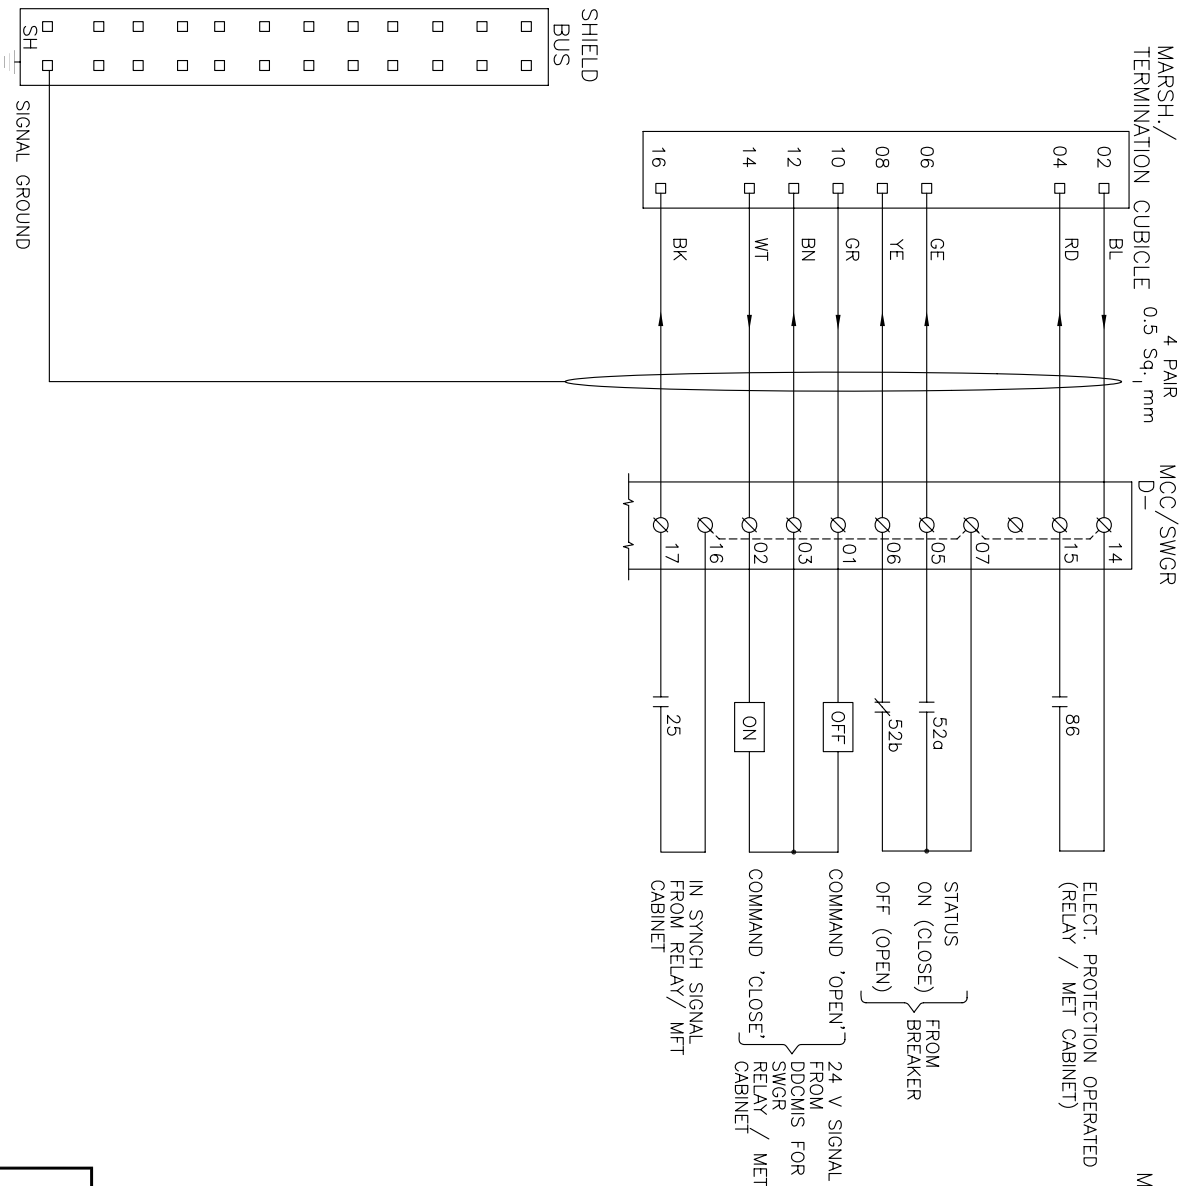 MARSH./
TERMINATION CUBICLE
4 PAIR
0.5 Sq. mm
MCC/SWGR
D-
02
BL
14
04
RD
15
86
ELECT. PROTECTION OPERATED
(RELAY / MET CABINET)
07
06
GE
05
52a
08
YE
06
52b
STATUS
ON (CLOSE)
OFF (OPEN)
FROM
BREAKER
10
GR
01
OFF
COMMAND 'OPEN'
12
BN
03
14
WT
02
ON
COMMAND 'CLOSE'
24 V SIGNAL
FROM
DDCMIS FOR
SWGR
RELAY / MET
CABINET
16
16
BK
17
25
IN SYNCH SIGNAL
FROM RELAY/ MFT
CABINET
SHIELD
BUS
SH
SIGNAL GROUND
M